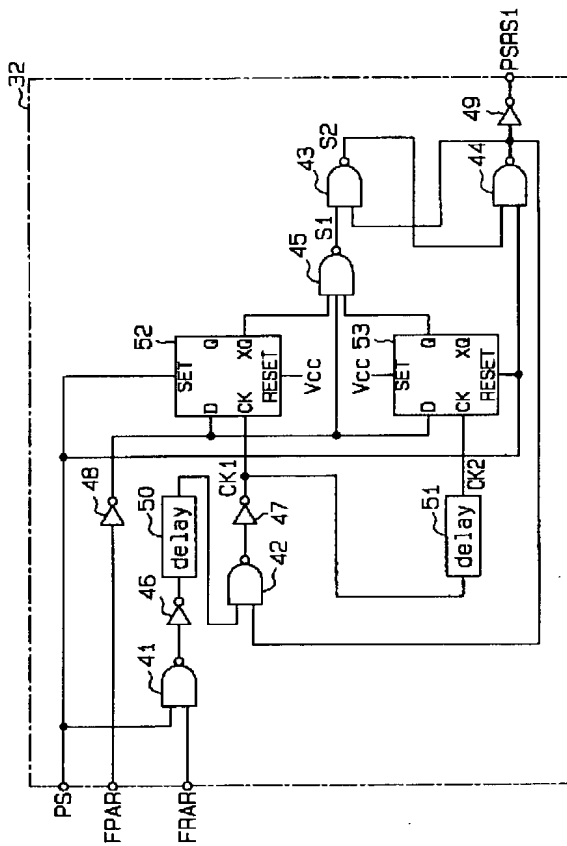 32
PS
FPAR
FRAR
41
46
50
delay
48
42
47
CK1
52
SET
D
Q
CK
XQ
RESET
Vcc
51
delay
CK2
53
Vcc
SET
D
Q
CK
XQ
RESET
45
S1
43
S2
44
49
PSRS1